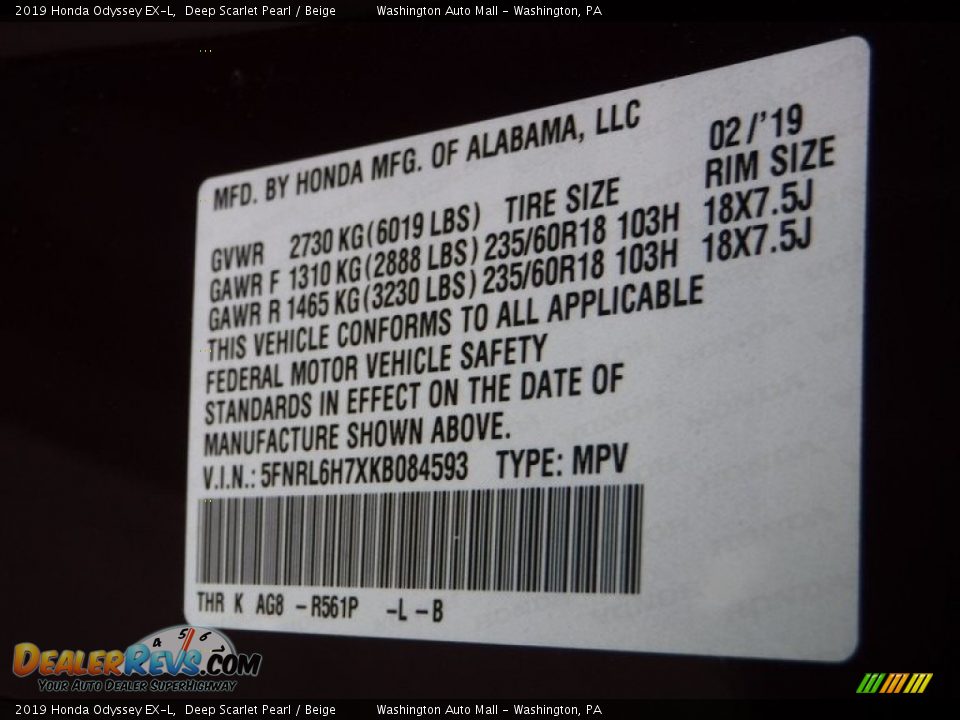 2019 Honda Odyssey EX-L, Deep Scarlet Pearl / Beige Washington Auto Mall - Washington, PA
MFD. BY HONDA MFG. OF ALABAMA, LLC 02/'19
GVWR 2730 KG(6019 LBS) TIRE SIZE RIM SIZE
GAWR F 1310 KG(2888 LBS) 235/60R18 103H 18X7.5J
GAWR R 1465 KG(3230 LBS) 235/60R18 103H 18X7.5J
THIS VEHICLE CONFORMS TO ALL APPLICABLE
FEDERAL MOTOR VEHICLE SAFETY
STANDARDS IN EFFECT ON THE DATE OF
MANUFACTURE SHOWN ABOVE.
V.I.N.: 5FNRL6H7XKB084593 TYPE: MPV
THR K AG8 -R561P -L -B
4 5 6
DEALERREVS.COM
YOUR AUTO DEALER SUPERHIGHWAY
2019 Honda Odyssey EX-L, Deep Scarlet Pearl / Beige Washington Auto Mall - Washington, PA